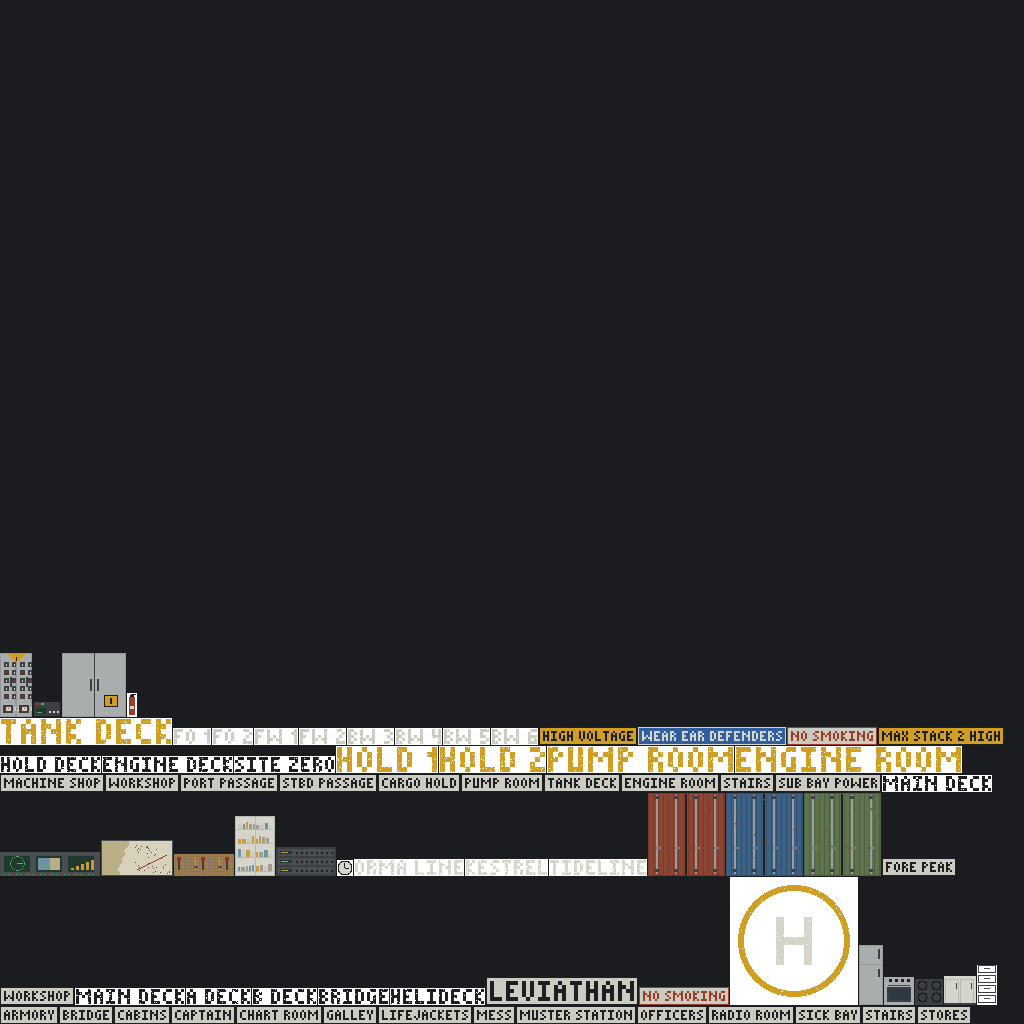 TANK DECK FO 1 FO 2 FW 1 FW 2 BW 3 BW 4 BW 5 BW 6 HIGH VOLTAGE WEAR EAR DEFENDERS NO SMOKING MAX STACK 2 HIGH
HOLD DECK ENGINE DECK SITE ZERO HOLD 1 HOLD 2 PUMP ROOM ENGINE ROOM
MACHINE SHOP WORKSHOP PORT PASSAGE STBD PASSAGE CARGO HOLD PUMP ROOM TANK DECK ENGINE ROOM STAIRS SUB BAY POWER MAIN DECK
ORMA LINE KESTREL TIDELINE FORE PEAK
H
WORKSHOP MAIN DECK A DECK B DECK BRIDGE HELIDECK LEVIATHAN NO SMOKING
ARMORY BRIDGE CABINS CAPTAIN CHART ROOM GALLEY LIFEJACKETS MESS MUSTER STATION OFFICERS RADIO ROOM SICK BAY STAIRS STORES